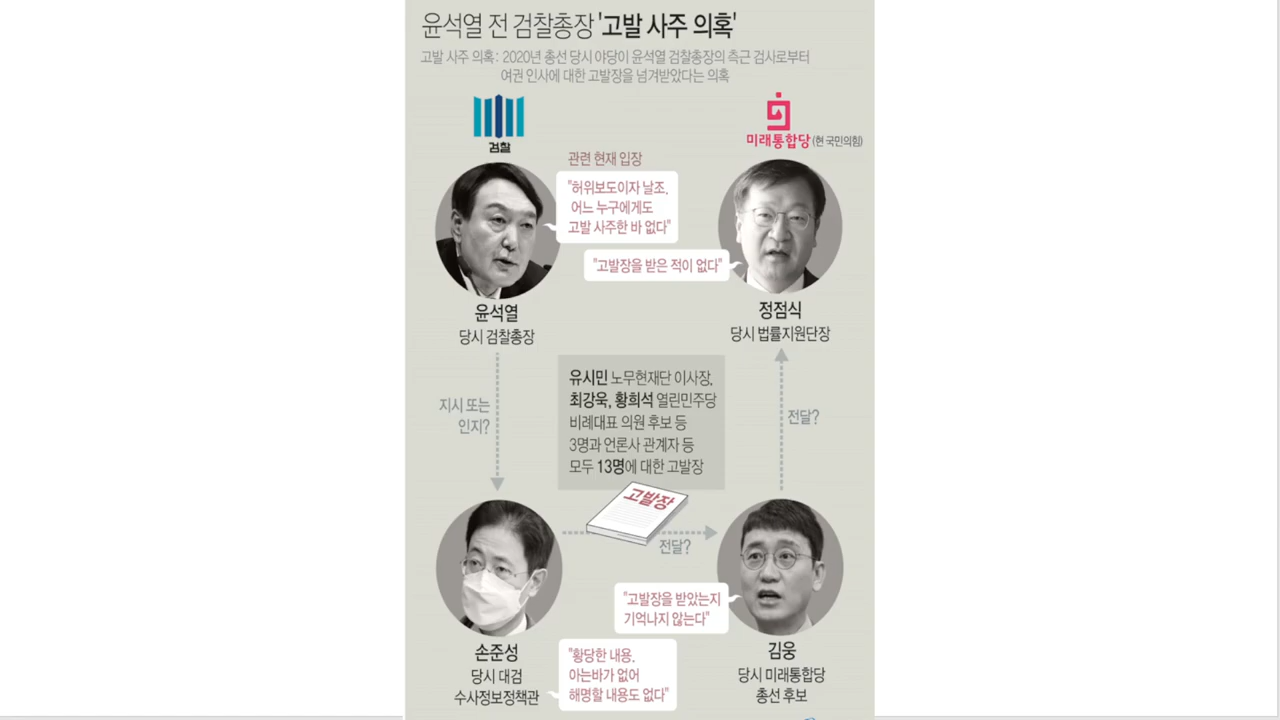 윤석열 전 검찰총장 '고발 사주 의혹'
고발 사주 의혹 : 2020년 총선 당시 야당이 윤석열 검찰총장의 측근 검사로부터
여권 인사에 대한 고발장을 넘겨받았다는 의혹
검찰
미래통합당 (현 국민의힘)
관련 현재 입장
"허위보도이자 날조,
어느 누구에게도
고발 사주한 바 없다"
"고발장을 받은 적이 없다"
윤석열
당시 검찰총장
정점식
당시 법률지원단장
지시 또는
인지?
유시민 노무현재단 이사장,
최강욱, 황희석 열린민주당
비례대표 의원 후보 등
3명과 언론사 관계자 등
모두 13명에 대한 고발장
전달?
고발장
전달?
"고발장을 받았는지
기억나지 않는다"
손준성
당시 대검
수사정보정책관
"황당한 내용,
아는바가 없어
해명할 내용도 없다"
김웅
당시 미래통합당
총선 후보